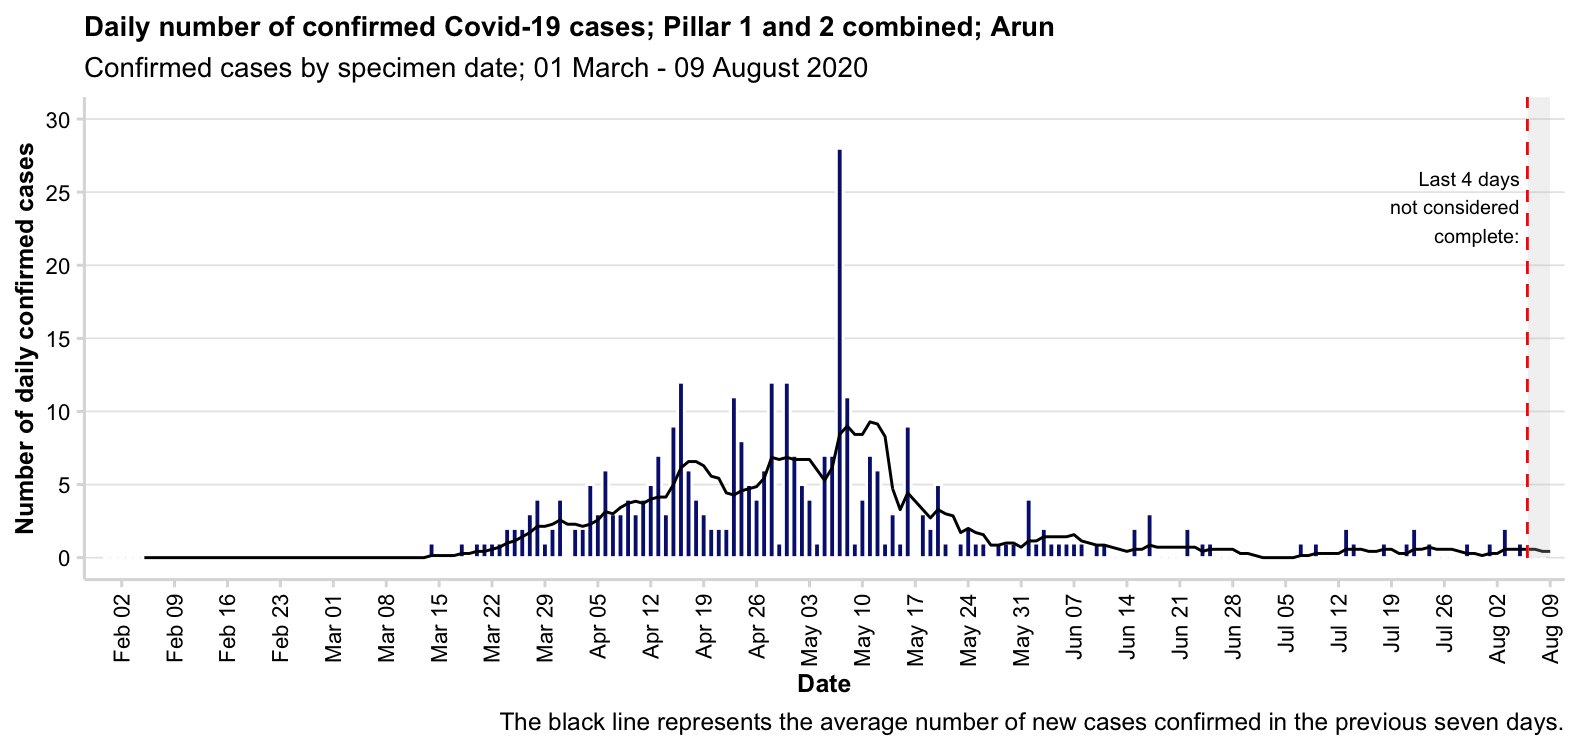 Daily number of confirmed Covid-19 cases; Pillar 1 and 2 combined; Arun
Confirmed cases by specimen date; 01 March - 09 August 2020
Number of daily confirmed cases
30
25
20
15
10
5
0
Last 4 days
not considered
complete:
Feb 02
Feb 09
Feb 16
Feb 23
Mar 01
Mar 08
Mar 15
Mar 22
Mar 29
Apr 05
Apr 12
Apr 19
Apr 26
May 03
May 10
May 17
May 24
May 31
Jun 07
Jun 14
Jun 21
Jun 28
Jul 05
Jul 12
Jul 19
Jul 26
Aug 02
Aug 09
Date
The black line represents the average number of new cases confirmed in the previous seven days.